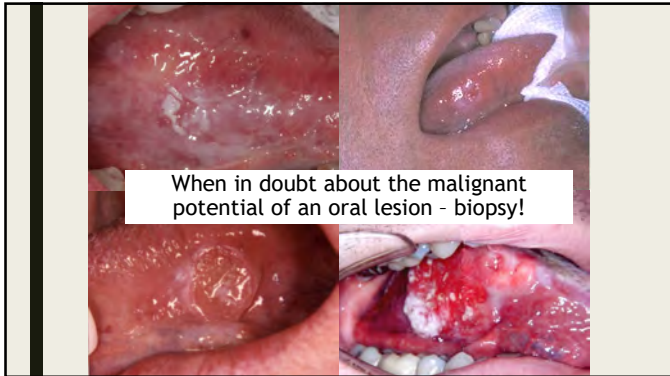 When in doubt about the malignant
potential of an oral lesion – biopsy!